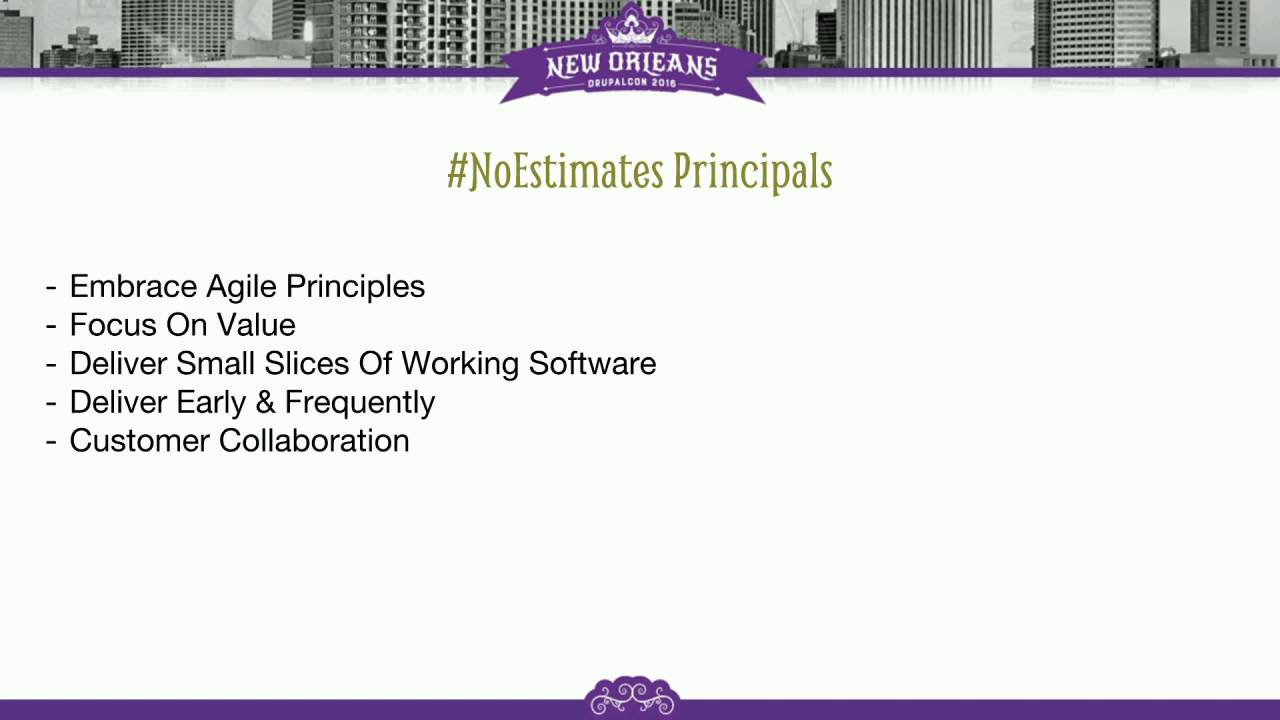 NEW ORLEANS
DRUPALCON 2016
#NoEstimates Principals
- Embrace Agile Principles
- Focus On Value
- Deliver Small Slices Of Working Software
- Deliver Early & Frequently
- Customer Collaboration